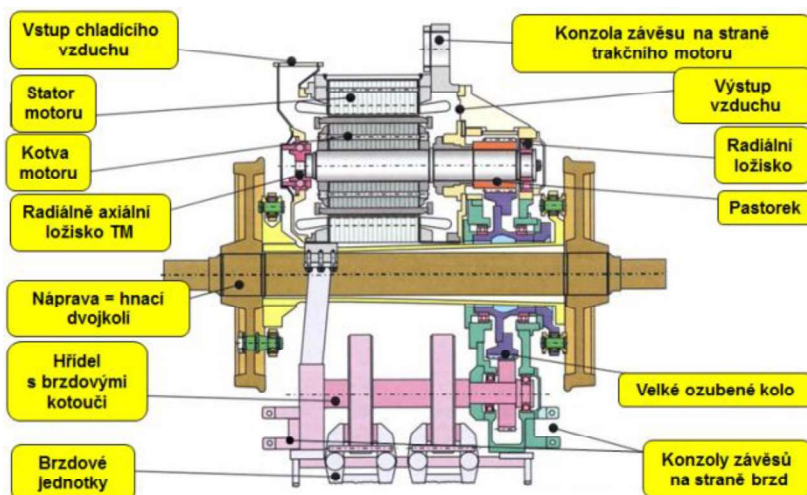 Vstup chladícího
vzduchu
Stator
motoru
Kotva
motoru
Radiálně axiální
ložisko TM
Náprava = hnací
dvojkolí
Hřídel
s brzdovými
kotouči
Brzdové
jednotky
Konzola závěsu na straně
trakčního motoru
Výstup
vzduchu
Radiální
ložisko
Pastorek
Velké ozubené kolo
Konzoly závěsů
na straně brzd